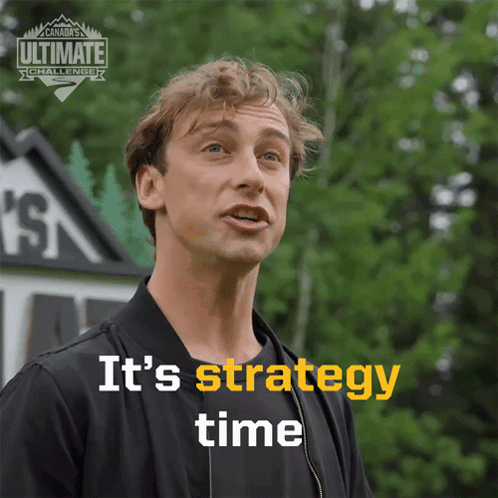 CANADA'S
ULTIMATE
CHALLENGE
'S
It's strategy
time